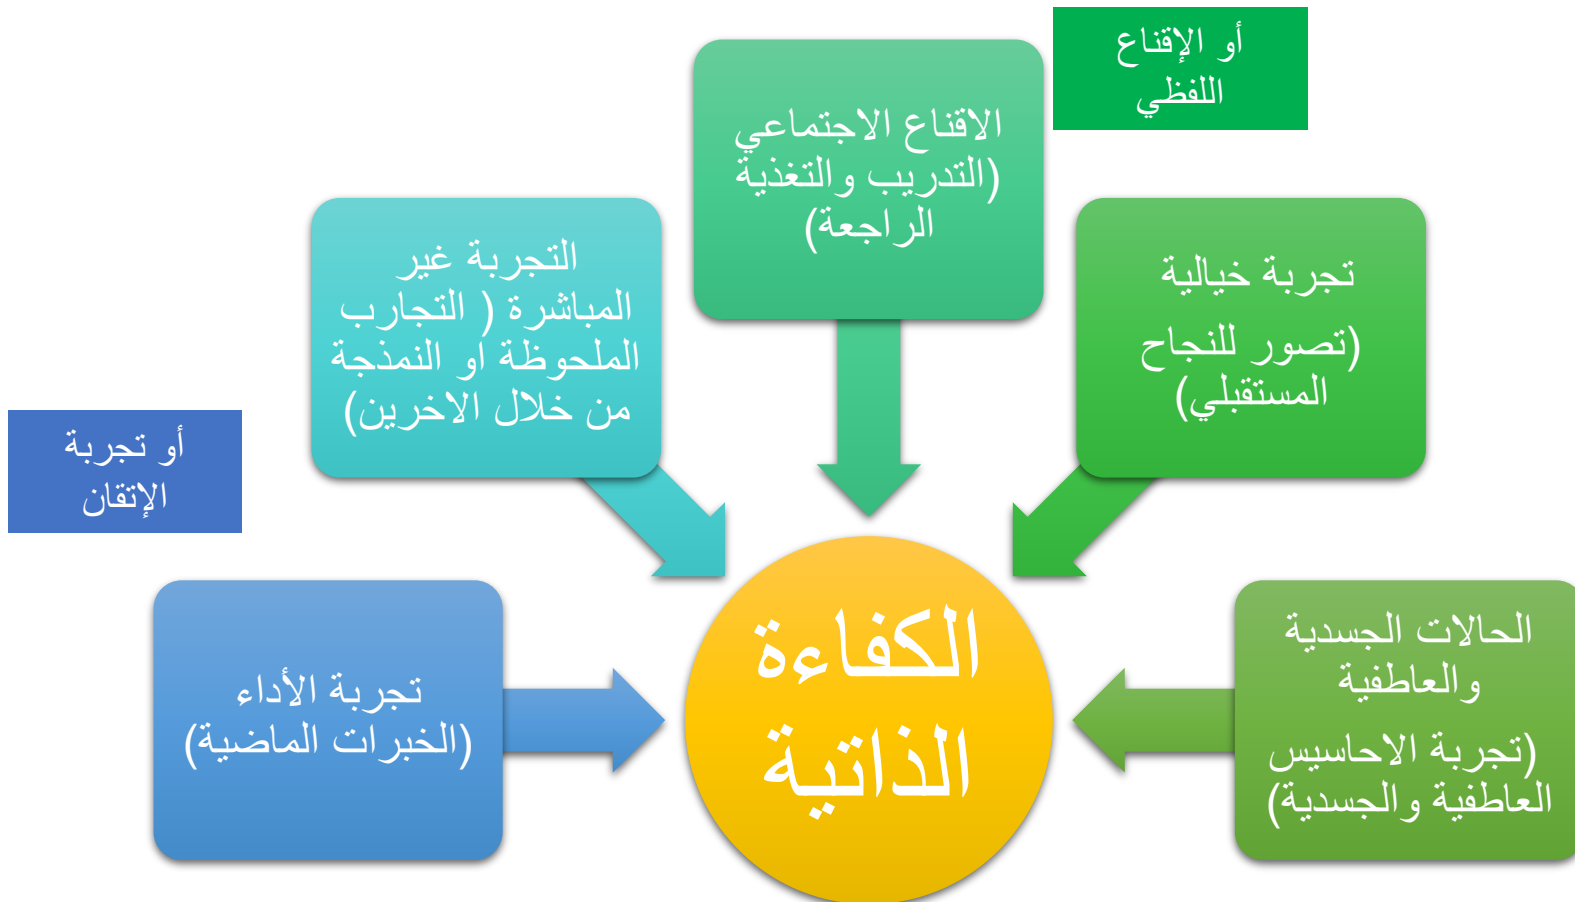 أو الإقناع
اللفظي
الاقناع الاجتماعي
(التدريب والتغذية
الراجعة)
تجربة خيالية
(تصور للنجاح
المستقبلي)
التجربة غير
المباشرة ( التجارب
الملحوظة او النمذجة
من خلال الاخرين)
أو تجربة
الإتقان
الحالات الجسدية
والعاطفية
(تجربة الاحاسيس
العاطفية والجسدية)
تجربة الأداء
(الخبرات الماضية)
الكفاءة
الذاتية